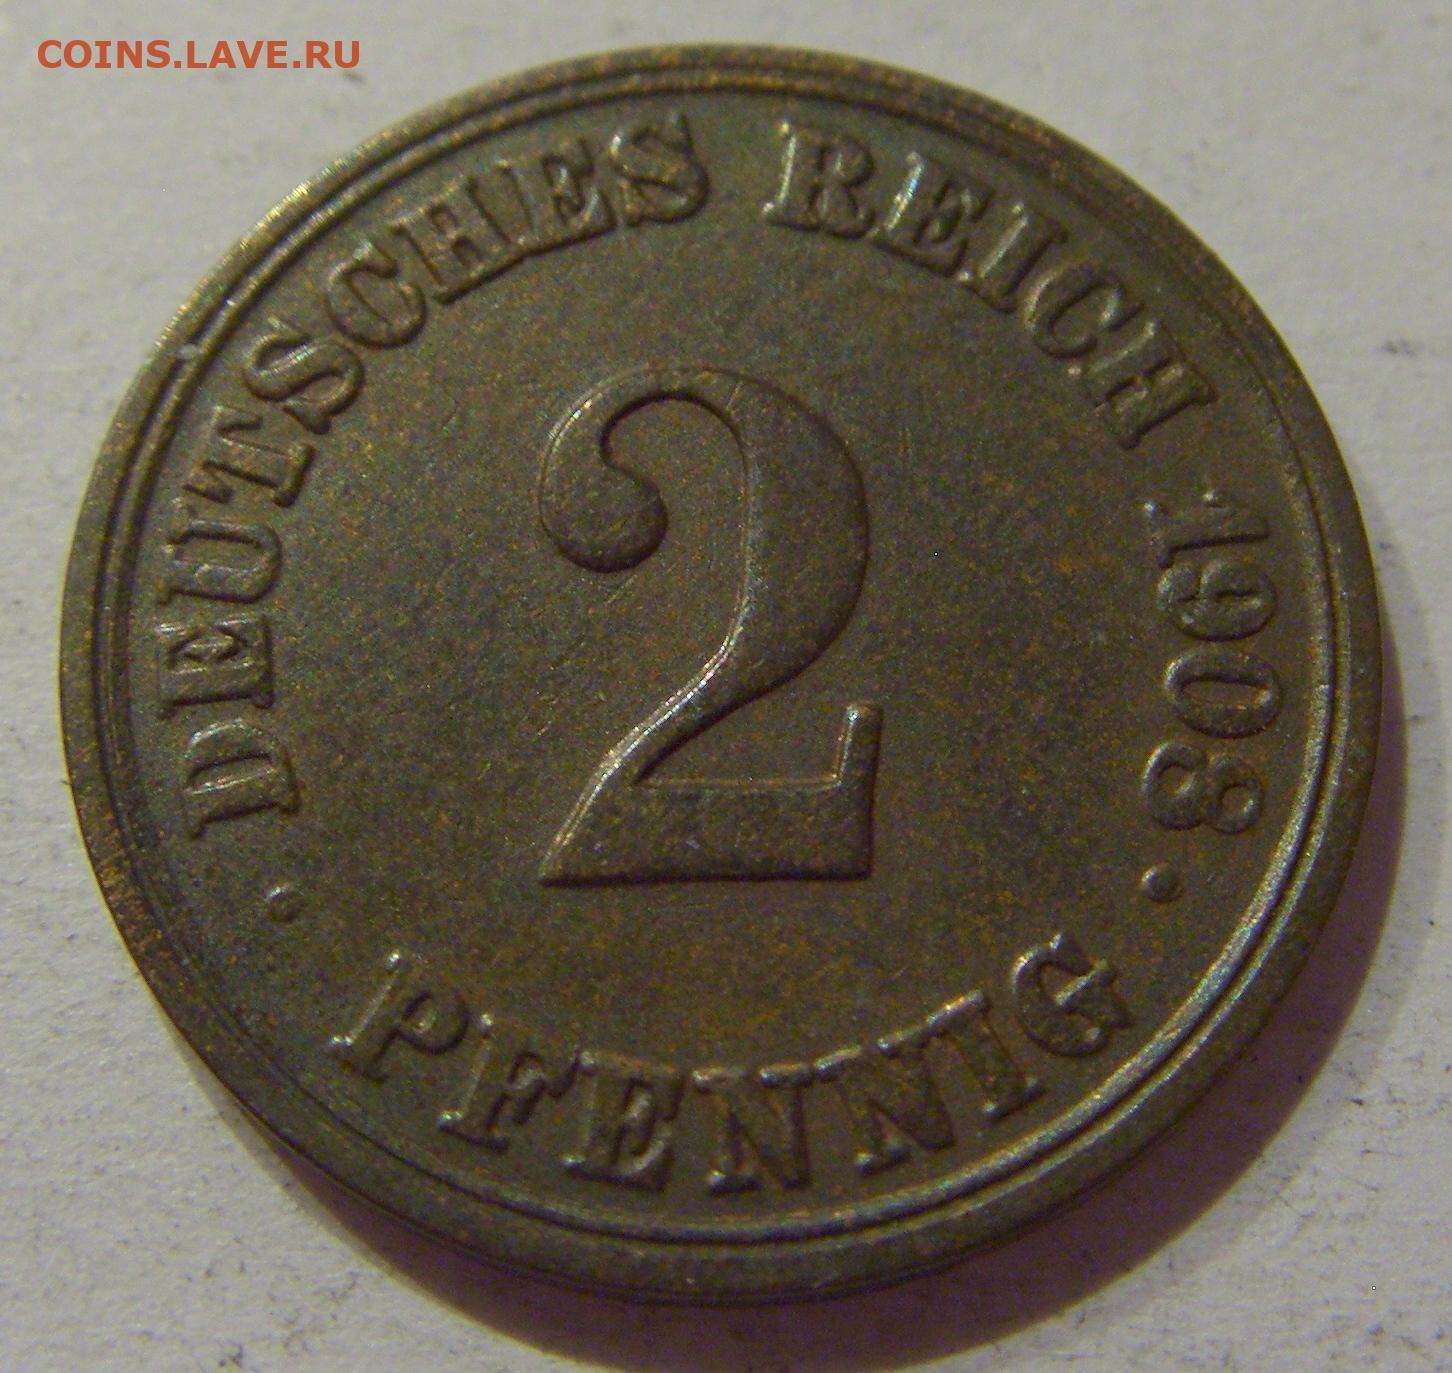 COINS.LAVE.RU
· DEUTSCHES REICH 1908 ·
2
PFENNIG